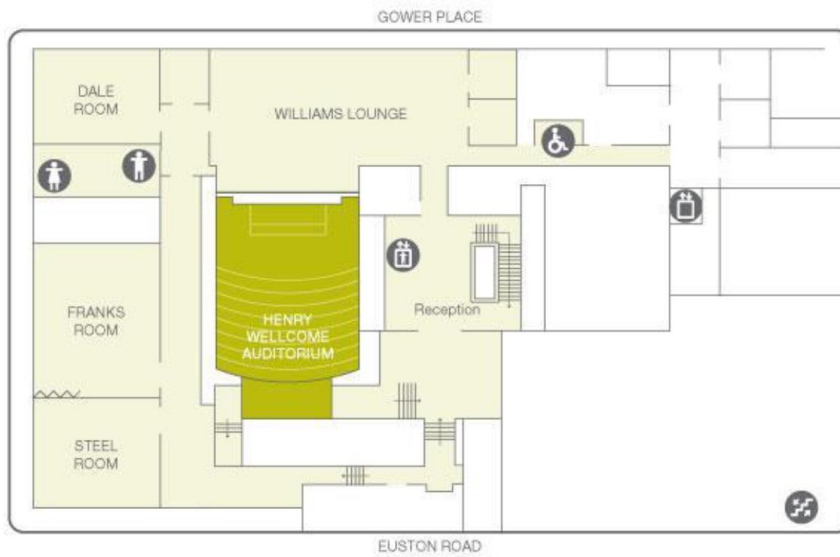 GOWER PLACE
DALE
ROOM
WILLIAMS LOUNGE
FRANKS
ROOM
HENRY
WELLCOME
AUDITORIUM
Reception
STEEL
ROOM
EUSTON ROAD